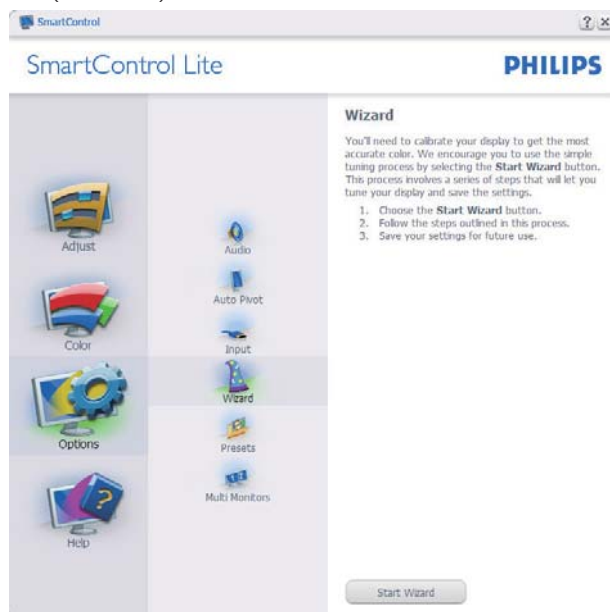 SmartControl
SmartControl Lite
PHILIPS
Adjust
Color
Options
Help
Audio
Auto Pivot
Input
Wizard
Presets
Multi Monitors
Wizard
You'll need to calibrate your display to get the most
accurate color. We encourage you to use the simple
tuning process by selecting the Start Wizard button.
This process involves a series of steps that will let you
tune your display and save the settings.
1. Choose the Start Wizard button.
2. Follow the steps outlined in this process.
3. Save your settings for future use.
Start Wizard